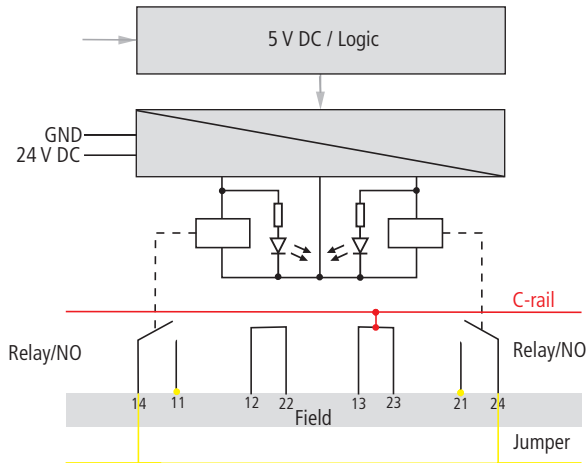 5 V DC / Logic
GND
24 V DC
C-rail
Relay/NO
Relay/NO
14 11 12 22 13 23 21 24
Field
Jumper